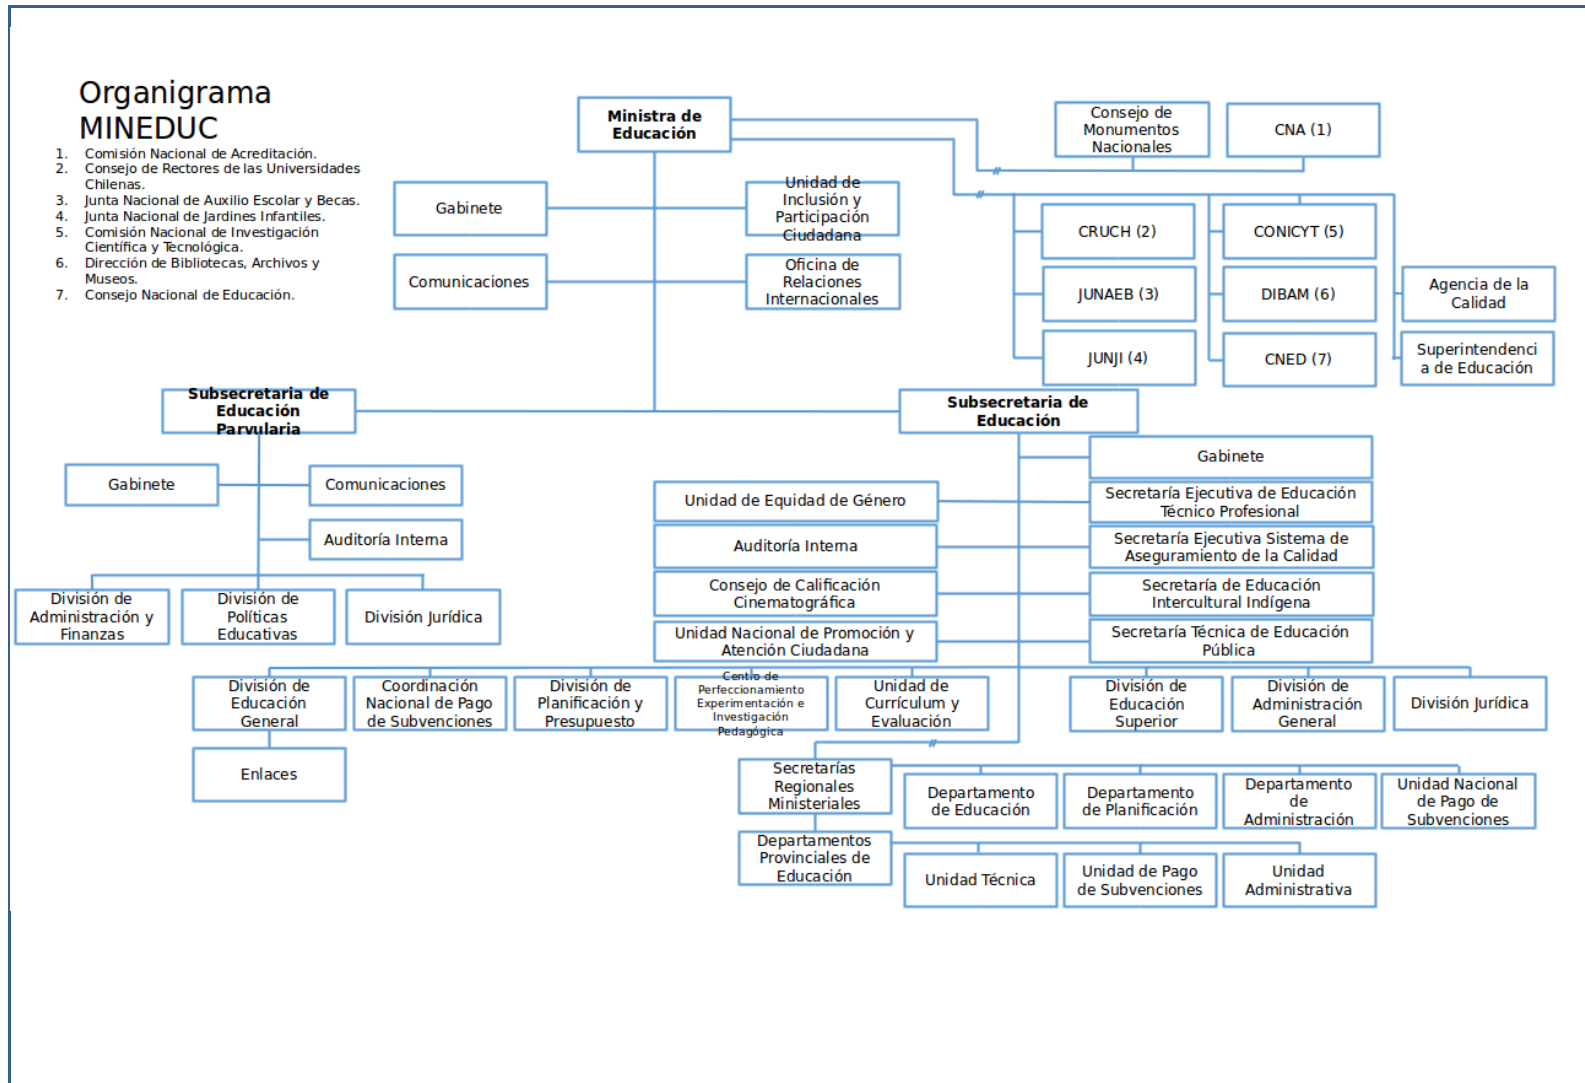 Organigrama
MINEDUC
1. Comisión Nacional de Acreditación.
2. Consejo de Rectores de las Universidades
Chilenas.
3. Junta Nacional de Auxilio Escolar y Becas.
4. Junta Nacional de Jardines Infantiles.
5. Comisión Nacional de Investigación
Científica y Tecnológica.
6. Dirección de Bibliotecas, Archivos y
Museos.
7. Consejo Nacional de Educación.
Ministra de
Educación
Consejo de
Monumentos
Nacionales
CNA (1)
Gabinete
Unidad de
Inclusión y
Participación
Ciudadana
Comunicaciones
Oficina de
Relaciones
Internacionales
CRUCH (2)
CONICYT (5)
JUNAEB (3)
DIBAM (6)
Agencia de la
Calidad
JUNJI (4)
CNED (7)
Superintendenci
a de Educación
Subsecretaria de
Educación
Parvularia
Subsecretaria de
Educación
Gabinete
Comunicaciones
Auditoría Interna
División de
Administración y
Finanzas
División de
Políticas
Educativas
División Jurídica
Gabinete
Unidad de Equidad de Género
Secretaría Ejecutiva de Educación
Técnico Profesional
Auditoría Interna
Secretaría Ejecutiva Sistema de
Aseguramiento de la Calidad
Consejo de Calificación
Cinematográfica
Secretaría de Educación
Intercultural Indígena
Unidad Nacional de Promoción y
Atención Ciudadana
Secretaría Técnica de Educación
Pública
División de
Educación
General
Coordinación
Nacional de Pago
de Subvenciones
División de
Planificación y
Presupuesto
Centro de
Perfeccionamiento
Experimentación e
Investigación
Pedagógica
Unidad de
Currículum y
Evaluación
División de
Educación
Superior
División de
Administración
General
División Jurídica
Enlaces
Secretarías
Regionales
Ministeriales
Departamento
de Educación
Departamento
de Planificación
Departamento
de
Administración
Unidad Nacional
de Pago de
Subvenciones
Departamentos
Provinciales de
Educación
Unidad Técnica
Unidad de Pago
de Subvenciones
Unidad
Administrativa